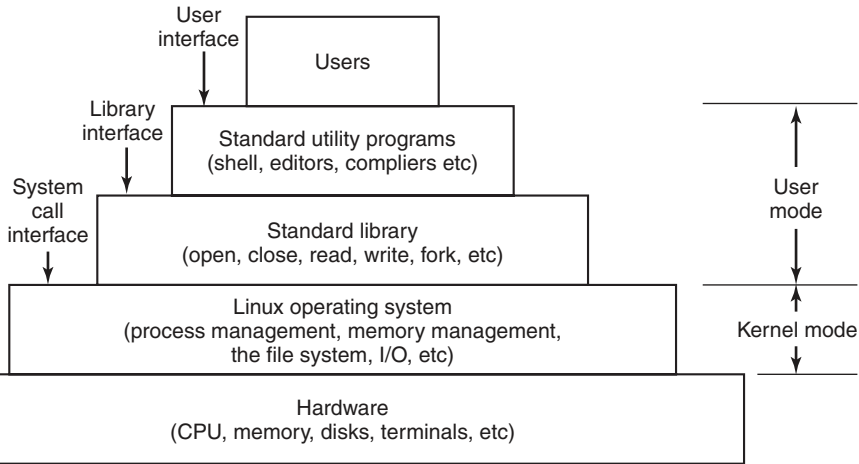 User
interface
Users
Library
interface
Standard utility programs
(shell, editors, compliers etc)
System
call
interface
User
mode
Standard library
(open, close, read, write, fork, etc)
Linux operating system
(process management, memory management,
the file system, I/O, etc)
Kernel mode
Hardware
(CPU, memory, disks, terminals, etc)